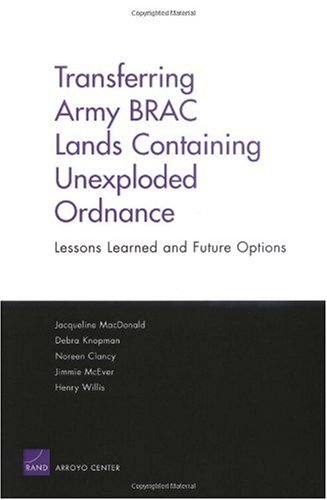 Transferring
Army BRAC
Lands Containing
Unexploded
Ordnance
Lessons Learned and Future Options
Jacqueline MacDonald
Debra Knopman
Noreen Clancy
Jimmie McEver
Henry Willis
RAND ARROYO CENTER